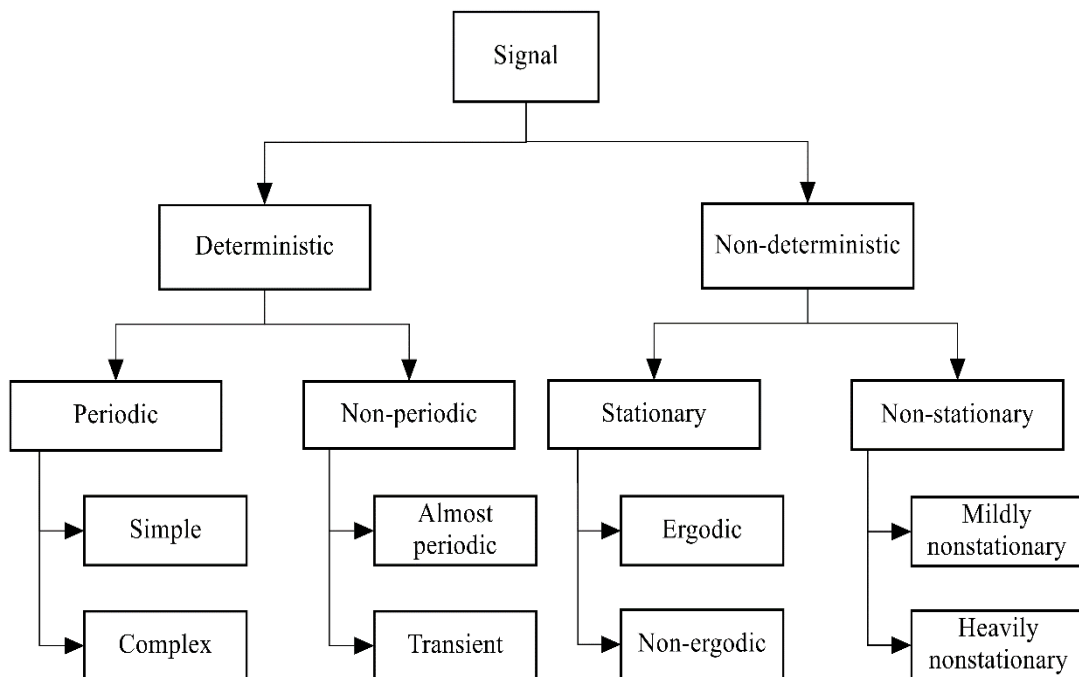 Signal
Deterministic
Non-deterministic
Periodic
Non-periodic
Stationary
Non-stationary
Simple
Almost
periodic
Ergodic
Mildly
nonstationary
Complex
Transient
Non-ergodic
Heavily
nonstationary